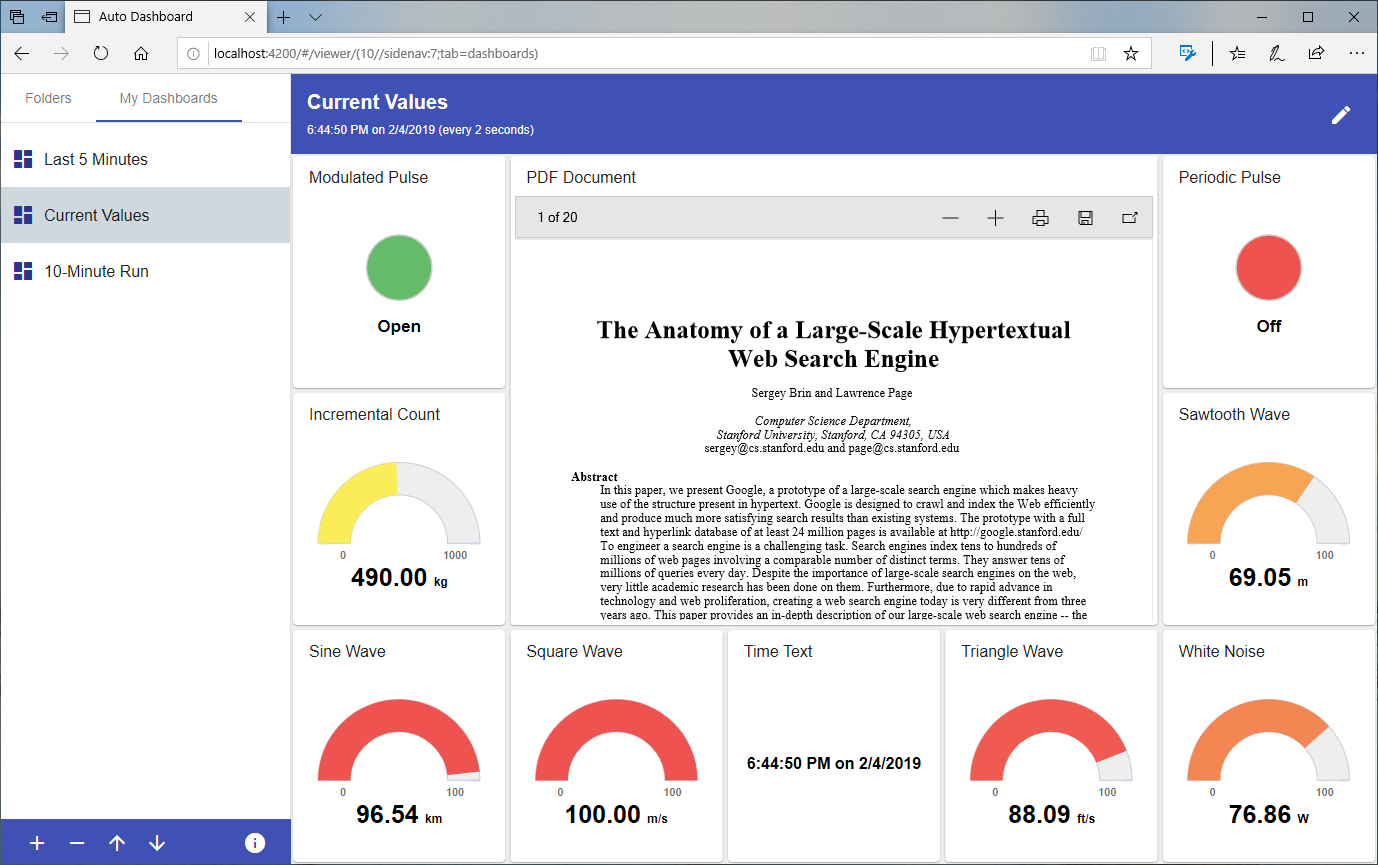 Auto Dashboard
localhost:4200/#/viewer/(10//sidenav:7;tab=dashboards)
Folders
My Dashboards
Last 5 Minutes
Current Values
10-Minute Run
Current Values
6:44:50 PM on 2/4/2019 (every 2 seconds)
Modulated Pulse
Open
PDF Document
1 of 20
The Anatomy of a Large-Scale Hypertextual
Web Search Engine
Sergey Brin and Lawrence Page
Computer Science Department,
Stanford University, Stanford, CA 94305, USA
sergey@cs.stanford.edu and page@cs.stanford.edu
Abstract
In this paper, we present Google, a prototype of a large-scale search engine which makes heavy
use of the structure present in hypertext. Google is designed to crawl and index the Web efficiently
and produce much more satisfying search results than existing systems. The prototype with a full
text and hyperlink database of at least 24 million pages is available at http://google.stanford.edu/
To engineer a search engine is a challenging task. Search engines index tens to hundreds of
millions of web pages involving a comparable number of distinct terms. They answer tens of
millions of queries every day. Despite the importance of large-scale search engines on the web,
very little academic research has been done on them. Furthermore, due to rapid advance in
technology and web proliferation, creating a web search engine today is very different from three
years ago. This paper provides an in-depth description of our large-scale web search engine -- the
Periodic Pulse
Off
Incremental Count
0 1000
490.00 kg
Sawtooth Wave
0 100
69.05 m
Sine Wave
0 100
96.54 km
Square Wave
0 100
100.00 m/s
Time Text
6:44:50 PM on 2/4/2019
Triangle Wave
0 100
88.09 ft/s
White Noise
0 100
76.86 W